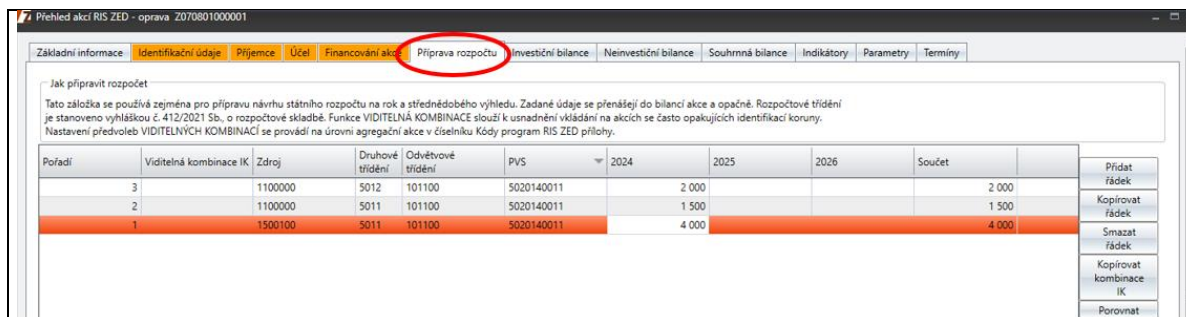 Přehled akcí RIS ZED - oprava Z070801000001
Základní informace Identifikační údaje Příjemce Účel Financování akce Příprava rozpočtu Investiční bilance Neinvestiční bilance Souhrnná bilance Indikátory Parametry Termíny
Jak připravit rozpočet
Tato záložka se používá zejména pro přípravu návrhu státního rozpočtu na rok a střednědobého výhledu. Zadané údaje se přenášejí do bilancí akce a opačně. Rozpočtové třídění
je stanoveno vyhláškou č. 412/2021 Sb., o rozpočtové skladbě. Funkce VIDITELNÁ KOMBINACE slouží k usnadnění vkládání na akcích se často opakujících identifikací koruny.
Nastavení předvoleb VIDITELNÝCH KOMBINACÍ se provádí na úrovni agregační akce v číselníku Kódy program RIS ZED přílohy.
Pořadí Viditelná kombinace IK Zdroj Druhové třídění Odvětvové třídění PVS 2024 2025 2026 Součet
3 1100000 5012 101100 5020140011 2 000 2 000
2 1100000 5011 101100 5020140011 1 500 1 500
1 1500100 5011 101100 5020140011 4 000 4 000
Přidat
řádek
Kopírovat
řádek
Smazat
řádek
Kopírovat
kombinace
IK
Porovnat